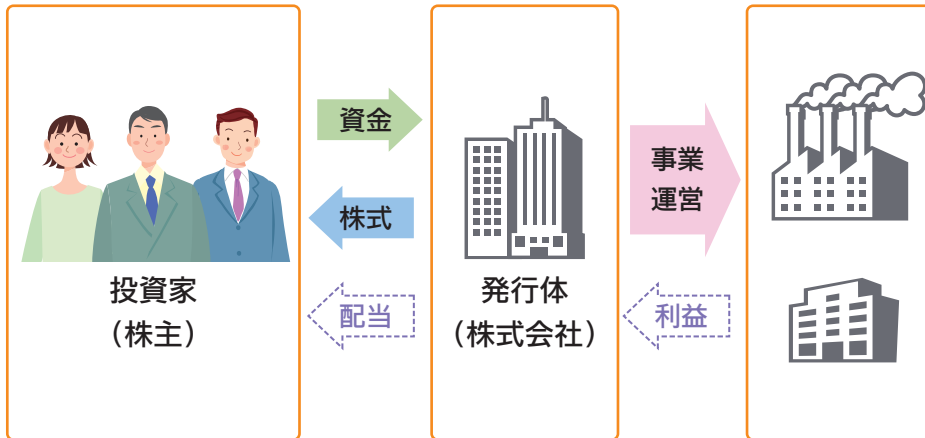 投資家
(株主)
資金
株式
配当
発行体
(株式会社)
事業
運営
利益